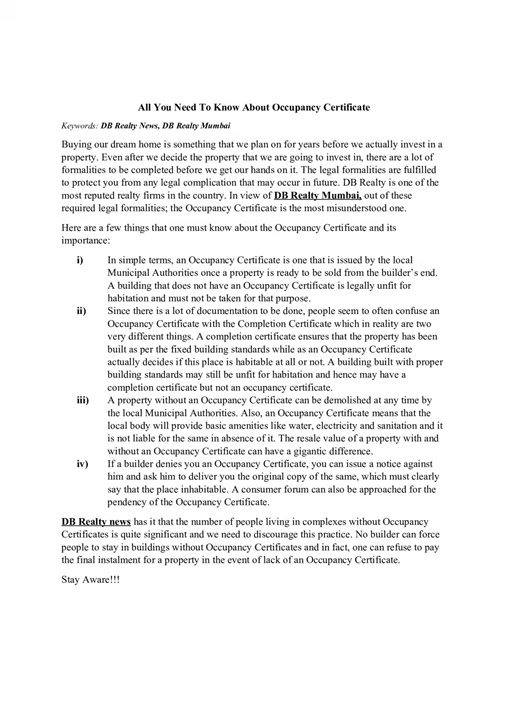 All You Need To Know About Occupancy Certificate
Keywords: DB Realty News, DB Realty Mumbai
Buying our dream home is something that we plan on for years before we actually invest in a
property. Even after we decide the property that we are going to invest in, there are a lot of
formalities to be completed before we get our hands on it. The legal formalities are fulfilled
to protect you from any legal complication that may occur in future. DB Realty is one of the
most reputed realty firms in the country. In view of DB Realty Mumbai, out of these
required legal formalities; the Occupancy Certificate is the most misunderstood one.
Here are a few things that one must know about the Occupancy Certificate and its
importance:
i) In simple terms, an Occupancy Certificate is one that is issued by the local
Municipal Authorities once a property is ready to be sold from the builder's end.
A building that does not have an Occupancy Certificate is legally unfit for
habitation and must not be taken for that purpose.
ii) Since there is a lot of documentation to be done, people seem to often confuse an
Occupancy Certificate with the Completion Certificate which in reality are two
very different things. A completion certificate ensures that the property has been
built as per the fixed building standards while as an Occupancy Certificate
actually decides if this place is habitable at all or not. A building built with proper
building standards may still be unfit for habitation and hence may have a
completion certificate but not an occupancy certificate.
iii) A property without an Occupancy Certificate can be demolished at any time by
the local Municipal Authorities. Also, an Occupancy Certificate means that the
local body will provide basic amenities like water, electricity and sanitation and it
is not liable for the same in absence of it. The resale value of a property with and
without an Occupancy Certificate can have a gigantic difference.
iv) If a builder denies you an Occupancy Certificate, you can issue a notice against
him and ask him to deliver you the original copy of the same, which must clearly
say that the place inhabitable. A consumer forum can also be approached for the
pendency of the Occupancy Certificate.
DB Realty news has it that the number of people living in complexes without Occupancy
Certificates is quite significant and we need to discourage this practice. No builder can force
people to stay in buildings without Occupancy Certificates and in fact, one can refuse to pay
the final instalment for a property in the event of lack of an Occupancy Certificate.
Stay Aware!!!